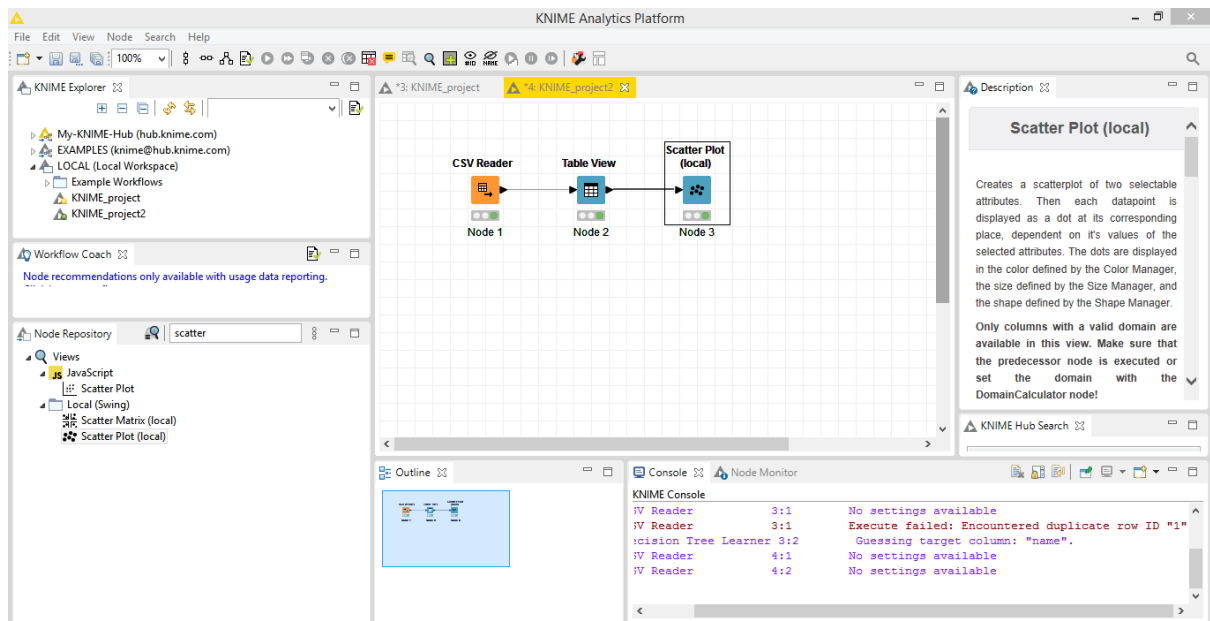 KNIME Analytics Platform
File Edit View Node Search Help
100%
KNIME Explorer
My-KNIME-Hub (hub.knime.com)
EXAMPLES (knime@hub.knime.com)
LOCAL (Local Workspace)
Example Workflows
KNIME_project
KNIME_project2
Workflow Coach
Node recommendations only available with usage data reporting.
Node Repository
scatter
Views
JS JavaScript
Scatter Plot
Local (Swing)
Scatter Matrix (local)
Scatter Plot (local)
*3: KNIME_project
*4: KNIME_project2
CSV Reader
Node 1
Table View
Node 2
Scatter Plot
(local)
Node 3
Outline
Console
Node Monitor
KNIME Console
SV Reader 3:1 No settings available
SV Reader 3:1 Execute failed: Encountered duplicate row ID "1"
ecision Tree Learner 3:2 Guessing target column: "name".
SV Reader 4:1 No settings available
SV Reader 4:2 No settings available
Description
Scatter Plot (local)
Creates a scatterplot of two selectable
attributes. Then each datapoint is
displayed as a dot at its corresponding
place, dependent on it's values of the
selected attributes. The dots are displayed
in the color defined by the Color Manager,
the size defined by the Size Manager, and
the shape defined by the Shape Manager.
Only columns with a valid domain are
available in this view. Make sure that
the predecessor node is executed or
set the domain with the
DomainCalculator node!
KNIME Hub Search